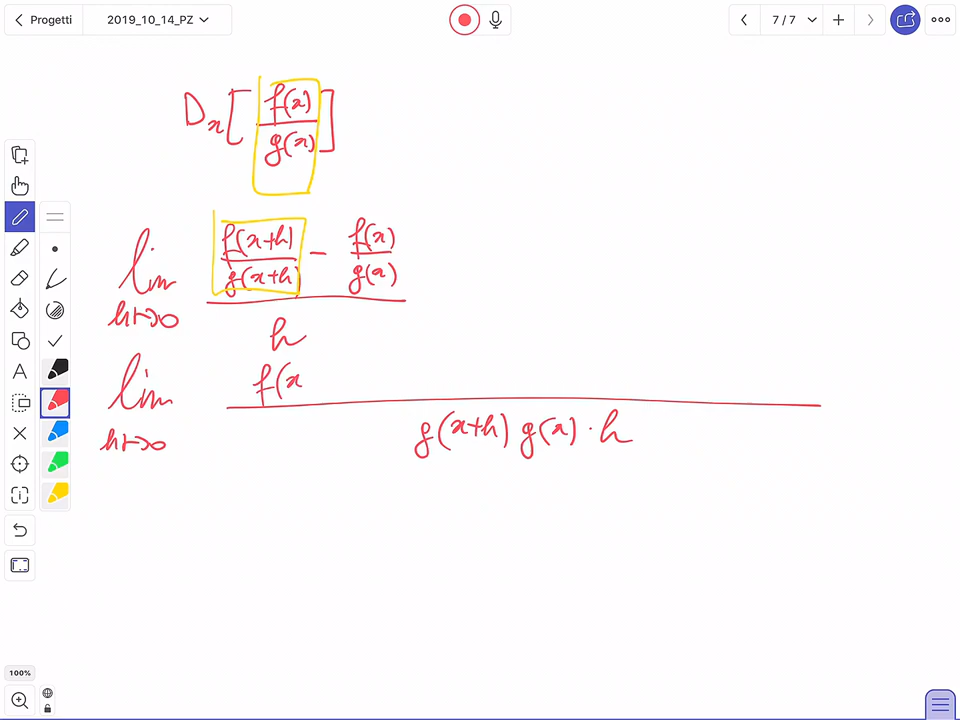 Progetti 2019_10_14_PZ 7 / 7
Dx[ f(x)
g(x) ]
f(x+h) - f(x)
g(x+h) g(x)
lim
h→0
h
lim f(x
h→0 g(x+h) g(x) · h
A
100%